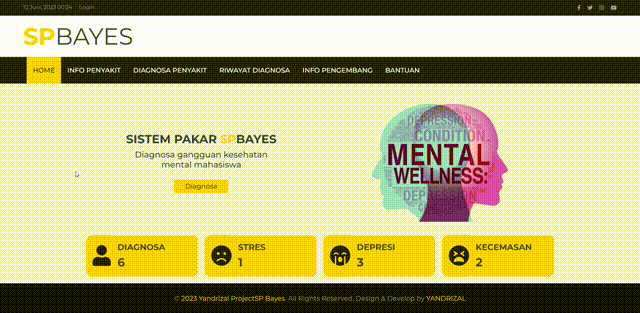 12 Juni, 2023 00:24 Login
SPBAYES
HOME INFO PENYAKIT DIAGNOSA PENYAKIT RIWAYAT DIAGNOSA INFO PENGEMBANG BANTUAN
SISTEM PAKAR SPBAYES
Diagnosa gangguan kesehatan
mental mahasiswa
Diagnosa
DEPRESSION
CONDITION
MENTAL
WELLNESS:
DEPRESSION
DIAGNOSA
6
STRES
1
DEPRESI
3
KECEMASAN
2
© 2023 Yandrizal ProjectSP Bayes. All Rights Reserved. Design & Develop by YANDRIZAL